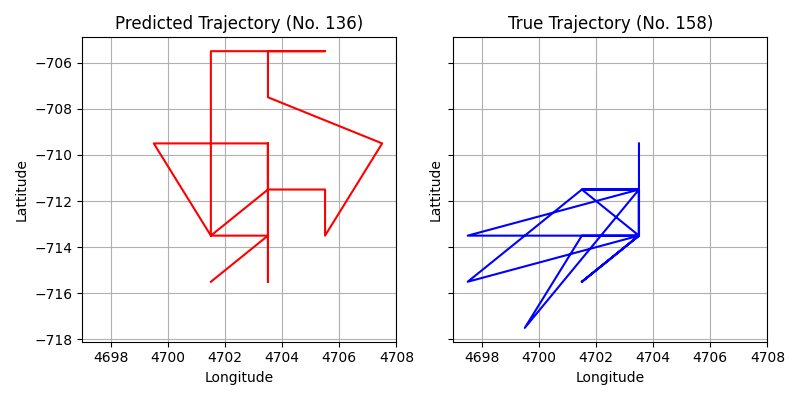 Predicted Trajectory (No. 136)
True Trajectory (No. 158)
Lattitude
−706
−708
−710
−712
−714
−716
−718
4698 4700 4702 4704 4706 4708
Longitude
Lattitude
4698 4700 4702 4704 4706 4708
Longitude